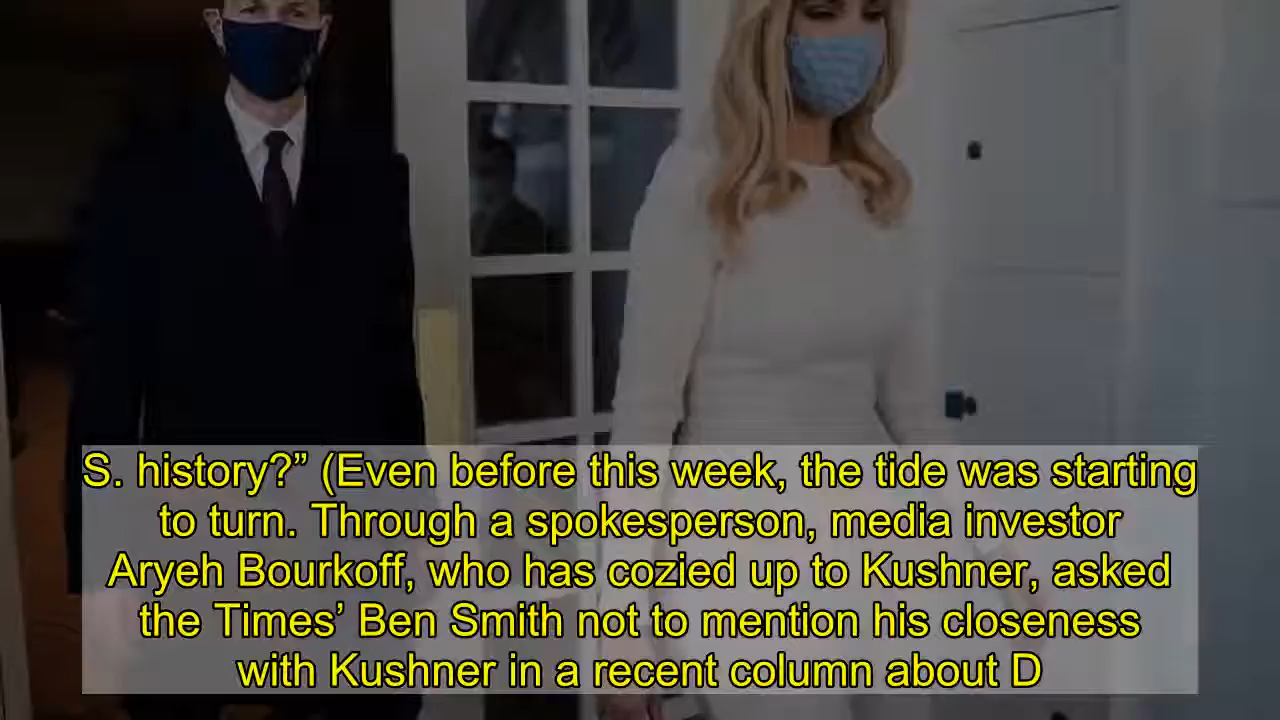 S. history?” (Even before this week, the tide was starting
to turn. Through a spokesperson, media investor
Aryeh Bourkoff, who has cozied up to Kushner, asked
the Times’ Ben Smith not to mention his closeness
with Kushner in a recent column about D